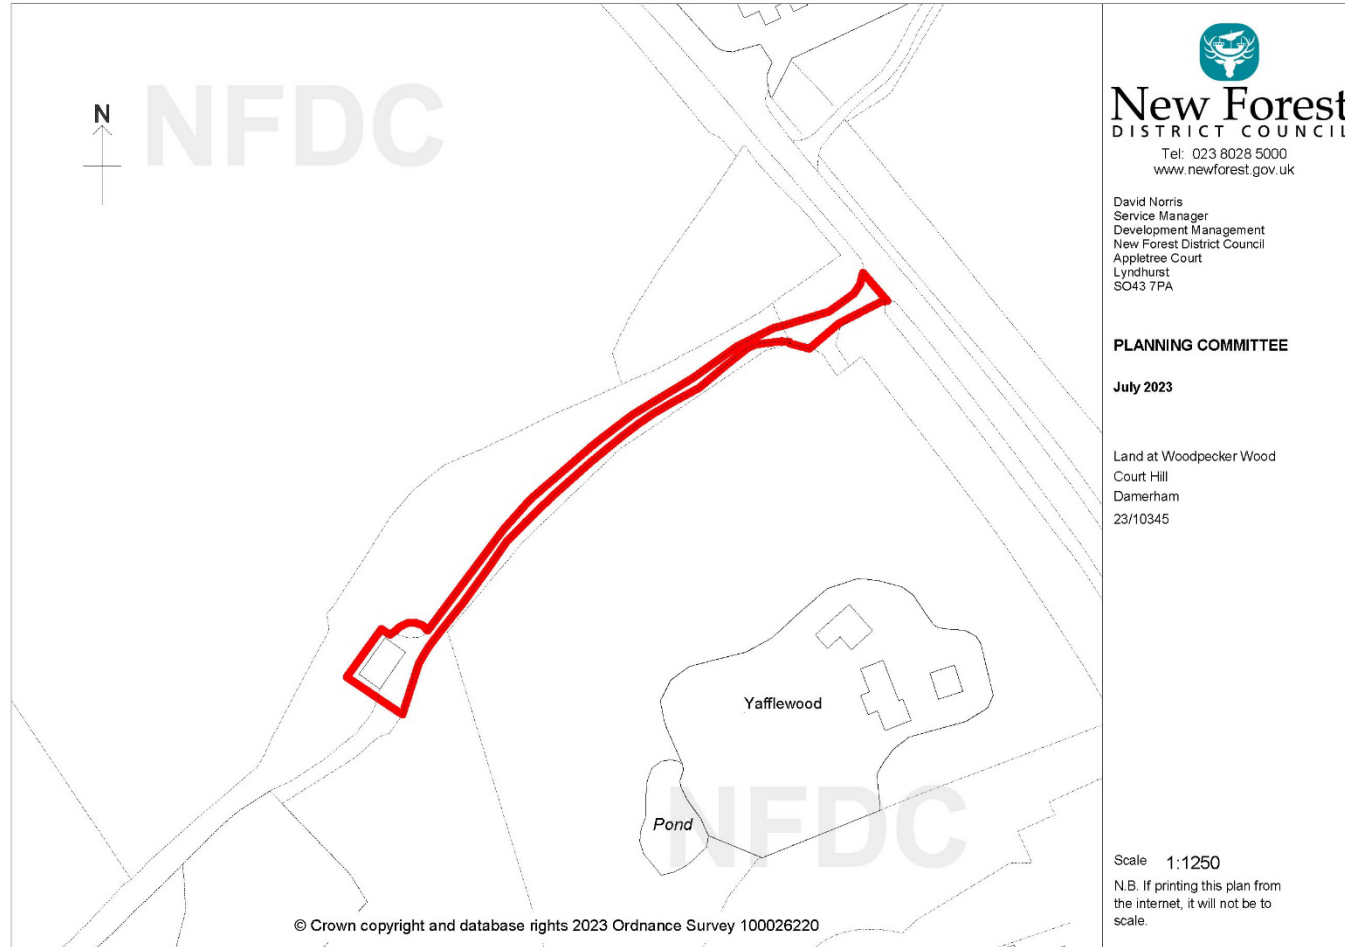 NFDC
N
Yafflewood
Pond
NFDC
© Crown copyright and database rights 2023 Ordnance Survey 100026220
New Forest
DISTRICT COUNCIL
Tel: 023 8028 5000
www.newforest.gov.uk
David Norris
Service Manager
Development Management
New Forest District Council
Appletree Court
Lyndhurst
SO43 7PA
PLANNING COMMITTEE
July 2023
Land at Woodpecker Wood
Court Hill
Damerham
23/10345
Scale 1:1250
N.B. If printing this plan from
the internet, it will not be to
scale.